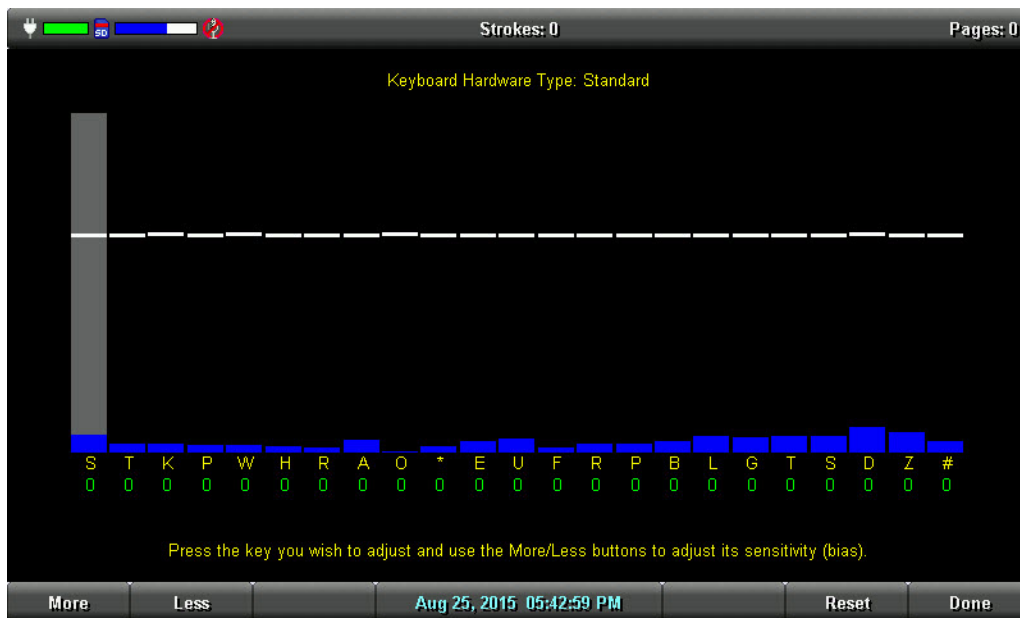 SD Strokes: 0 Pages: 0
Keyboard Hardware Type: Standard
S T K P W H R A O * E U F R P B L G T S D Z #
0 0 0 0 0 0 0 0 0 0 0 0 0 0 0 0 0 0 0 0 0 0 0
Press the key you wish to adjust and use the More/Less buttons to adjust its sensitivity (bias).
More Less Aug 25, 2015 05:42:59 PM Reset Done